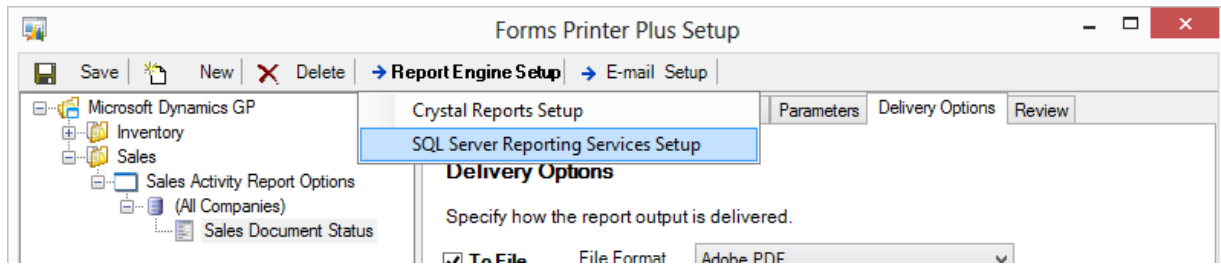 Forms Printer Plus Setup
Save New Delete Report Engine Setup E-mail Setup
Microsoft Dynamics GP
Inventory
Sales
Sales Activity Report Options
(All Companies)
Sales Document Status
Crystal Reports Setup
SQL Server Reporting Services Setup
Parameters Delivery Options Review
Delivery Options
Specify how the report output is delivered.
To File File Format Adobe PDF